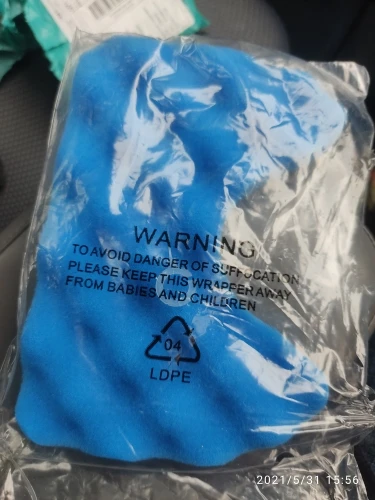 WARNING
TO AVOID DANGER OF SUFFOCATION
PLEASE KEEP THIS WRAPPER AWAY
FROM BABIES AND CHILDREN
04
LDPE
2021/5/31 15:56